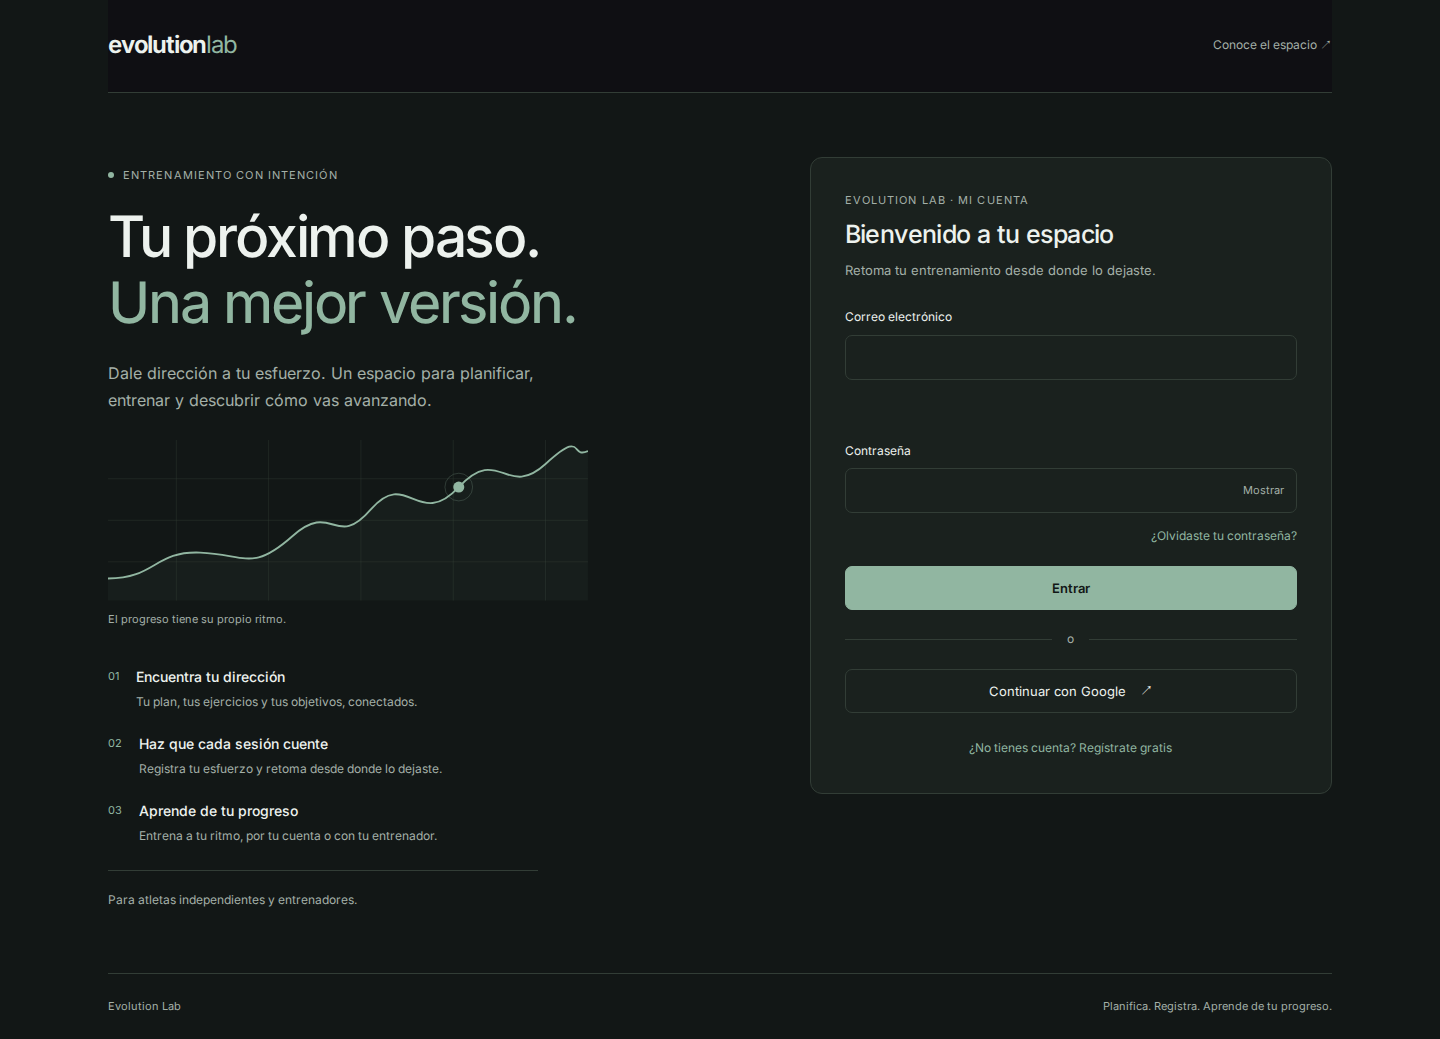 evolutionlab
Conoce el espacio ↗
ENTRENAMIENTO CON INTENCIÓN
Tu próximo paso.
Una mejor versión.
Dale dirección a tu esfuerzo. Un espacio para planificar,
entrenar y descubrir cómo vas avanzando.
El progreso tiene su propio ritmo.
01 Encuentra tu dirección
Tu plan, tus ejercicios y tus objetivos, conectados.
02 Haz que cada sesión cuente
Registra tu esfuerzo y retoma desde donde lo dejaste.
03 Aprende de tu progreso
Entrena a tu ritmo, por tu cuenta o con tu entrenador.
Para atletas independientes y entrenadores.
EVOLUTION LAB · MI CUENTA
Bienvenido a tu espacio
Retoma tu entrenamiento desde donde lo dejaste.
Correo electrónico
Contraseña
Mostrar
¿Olvidaste tu contraseña?
Entrar
o
Continuar con Google ↗
¿No tienes cuenta? Regístrate gratis
Evolution Lab
Planifica. Registra. Aprende de tu progreso.